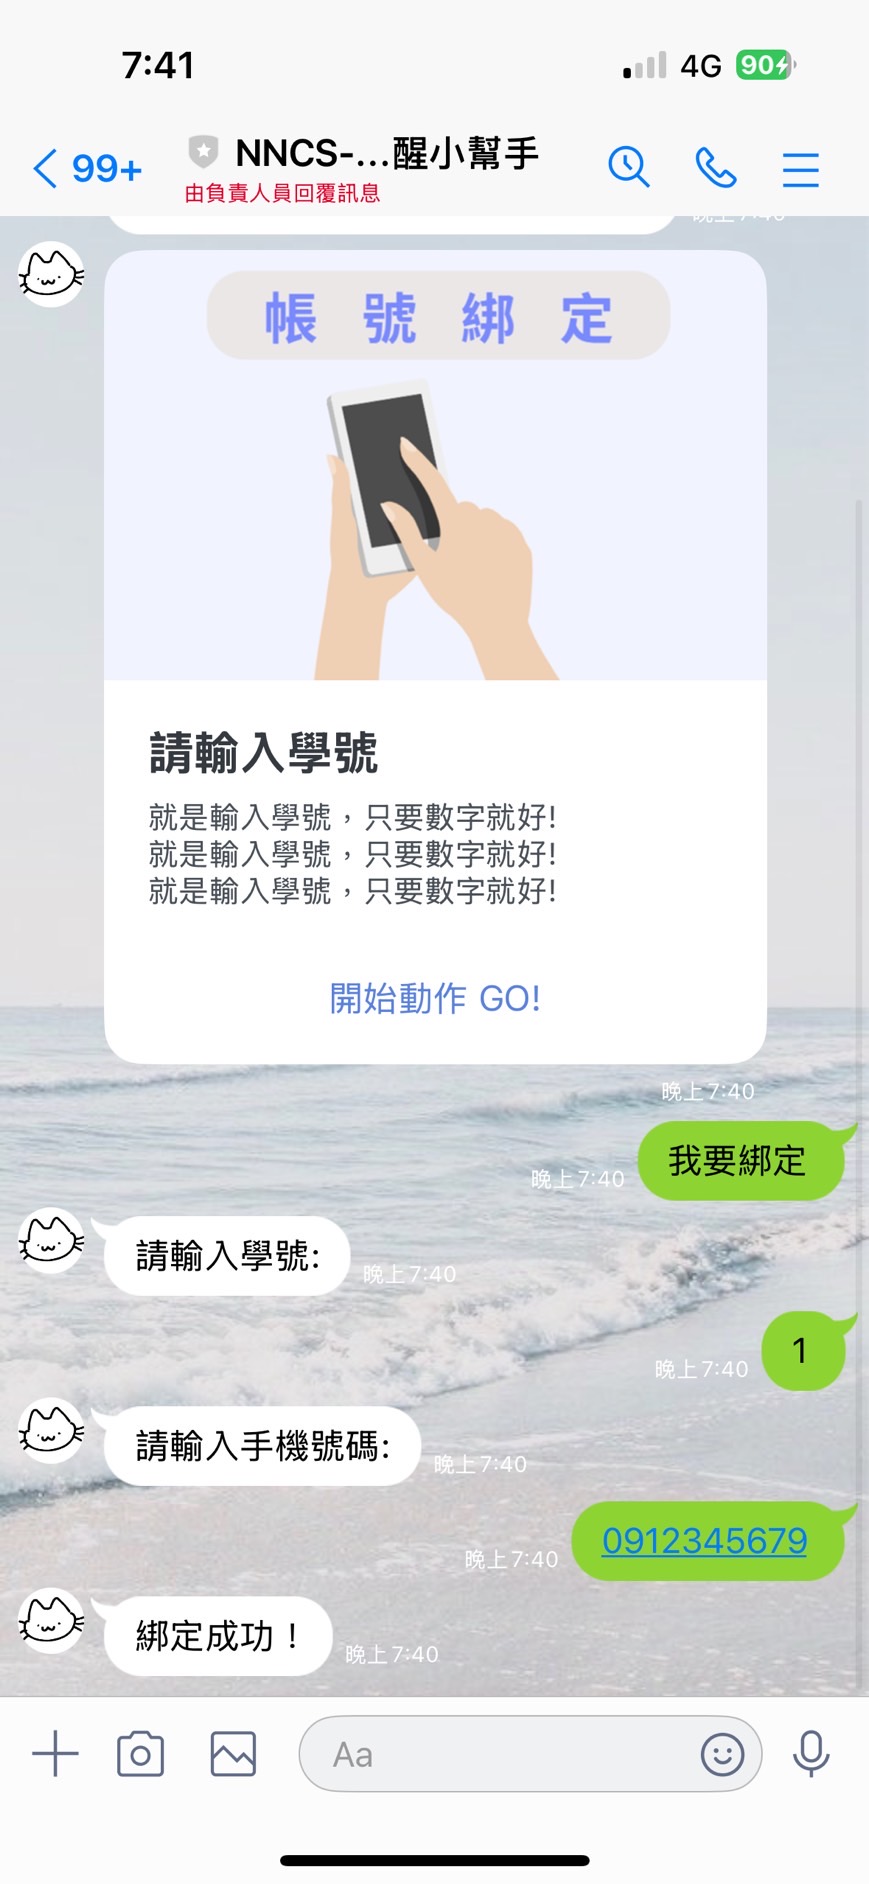 7:41
4G
90
99+
NNCS-...醒小幫手
由負責人員回覆訊息
晚上7:40
帳號綁定
請輸入學號
就是輸入學號，只要數字就好!
就是輸入學號，只要數字就好!
就是輸入學號，只要數字就好!
開始動作 GO!
晚上7:40
我要綁定
晚上7:40
請輸入學號:
晚上7:40
1
晚上7:40
請輸入手機號碼:
晚上7:40
0912345679
晚上7:40
綁定成功！
晚上7:40
Aa